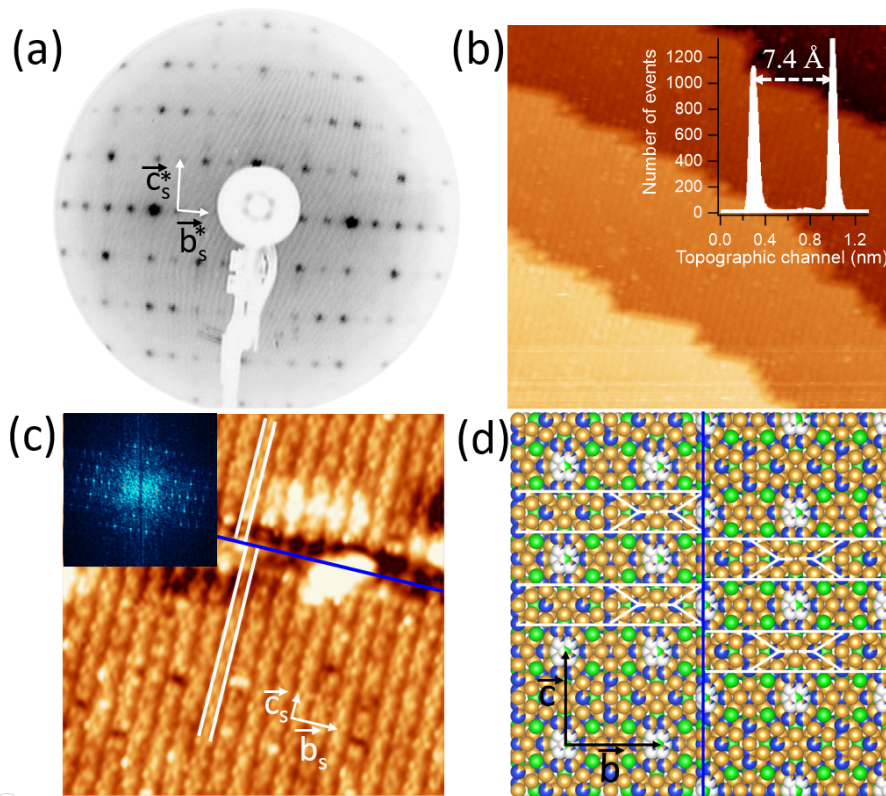 (a)
c*s
b*s
(b)
Number of events
1200
1000
800
600
400
200
0
7.4 Å
0.0 0.4 0.8 1.2
Topographic channel (nm)
(c)
cs
bs
(d)
c
b